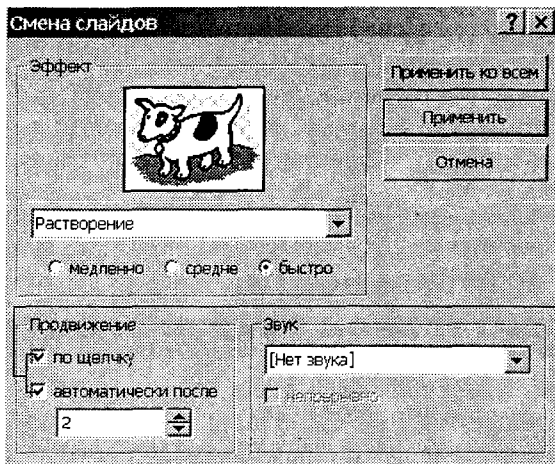 Смена слайдов ? ×
Эффект
Применить ко всем
Применить
Отмена
Растворение
медленно средне быстро
Продвижение
по щелчку
автоматически после
2
Звук
[Нет звука]
непрерывно